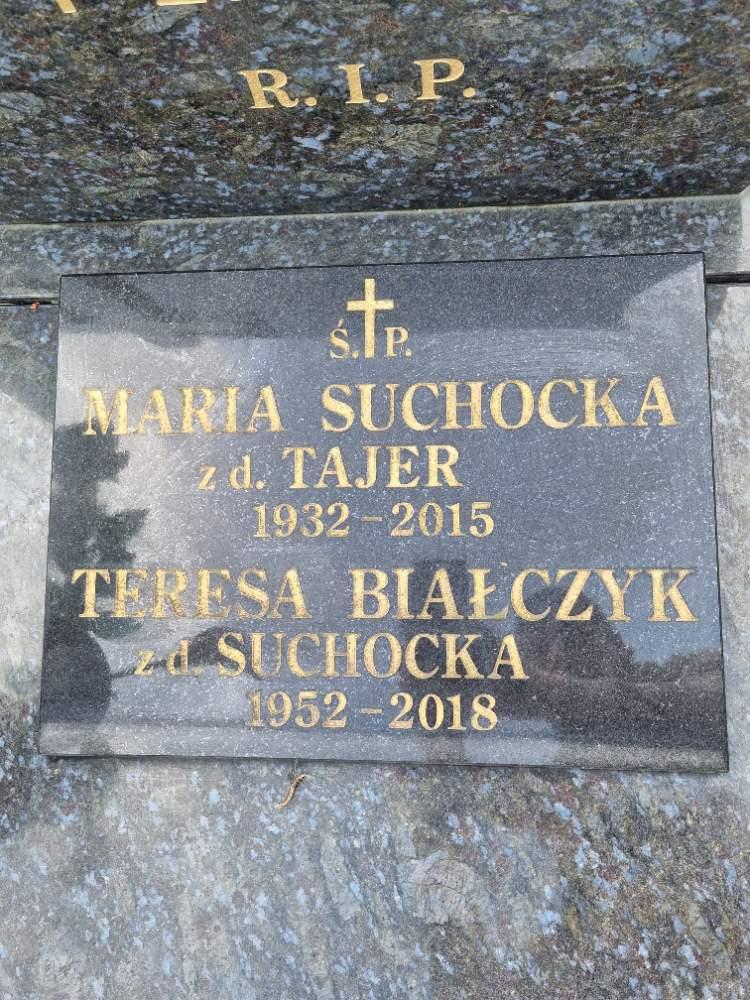 R. I. P.
Ś. P.
MARIA SUCHOCKA
z d. TAJER
1932 - 2015
TERESA BIAŁCZYK
z d. SUCHOCKA
1952 - 2018